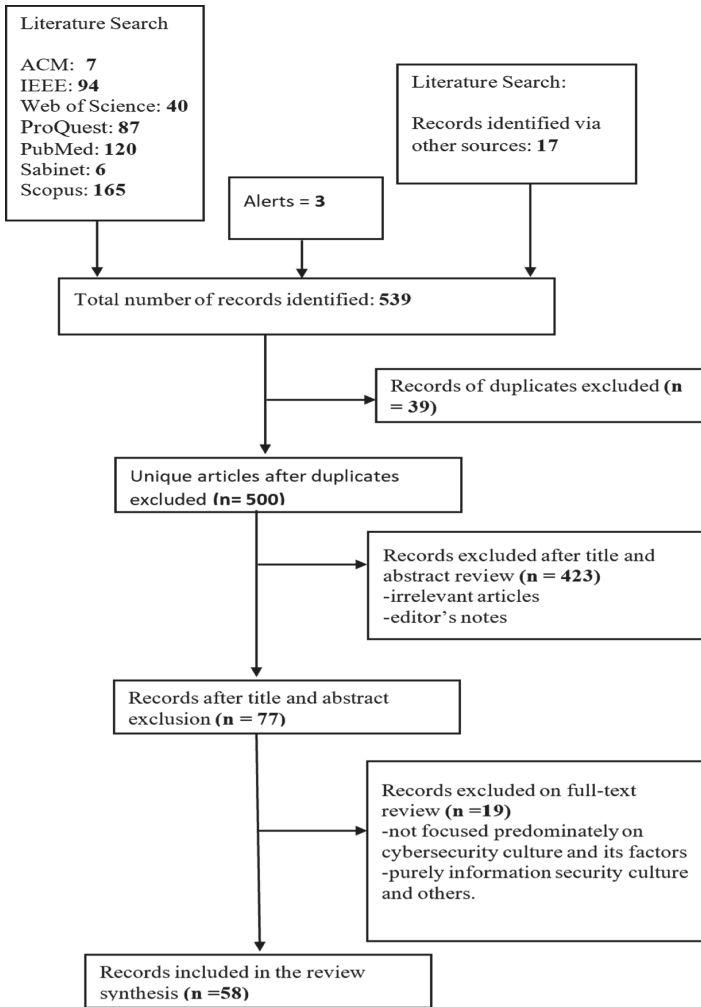 Literature Search
ACM: 7
IEEE: 94
Web of Science: 40
ProQuest: 87
PubMed: 120
Sabinet: 6
Scopus: 165
Literature Search:
Records identified via
other sources: 17
Alerts = 3
Total number of records identified: 539
Records of duplicates excluded (n
= 39)
Unique articles after duplicates
excluded (n= 500)
Records excluded after title and
abstract review (n = 423)
-irrelevant articles
-editor's notes
Records after title and abstract
exclusion (n = 77)
Records excluded on full-text
review (n =19)
-not focused predominately on
cybersecurity culture and its factors
-purely information security culture
and others.
Records included in the review
synthesis (n =58)